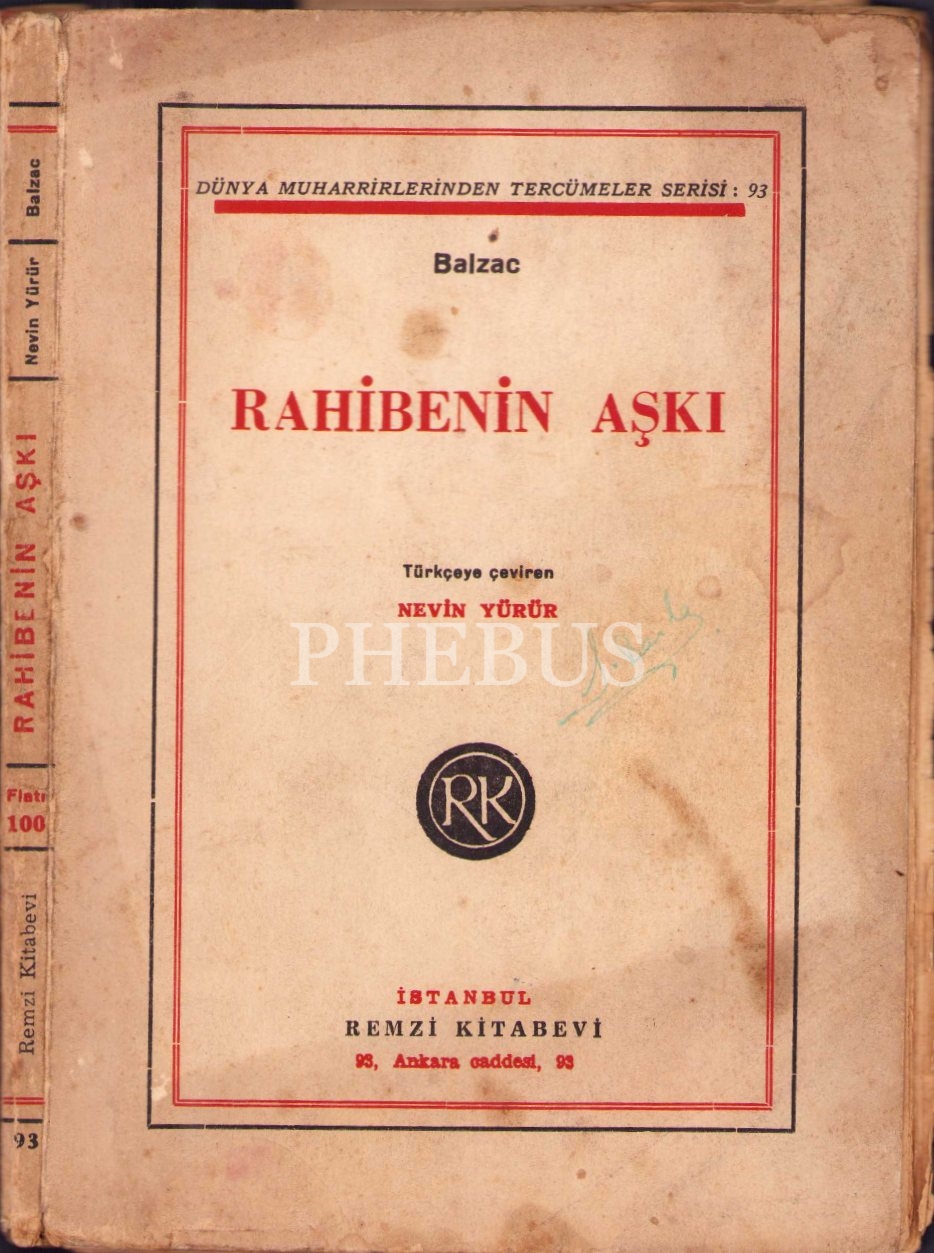 DÜNYA MUHARRİRLERİNDEN TERCÜMELER SERİSİ : 93
Balzac
RAHİBENİN AŞKI
Türkçeye çeviren
NEVİN YÜRÜR
PHEBUS
RK
İSTANBUL
REMZİ KİTABEVİ
93, Ankara caddesi, 93
Balzac
Nevin Yürür
RAHİBENİN AŞKI
Fiatı
100
Remzi Kitabevi
93